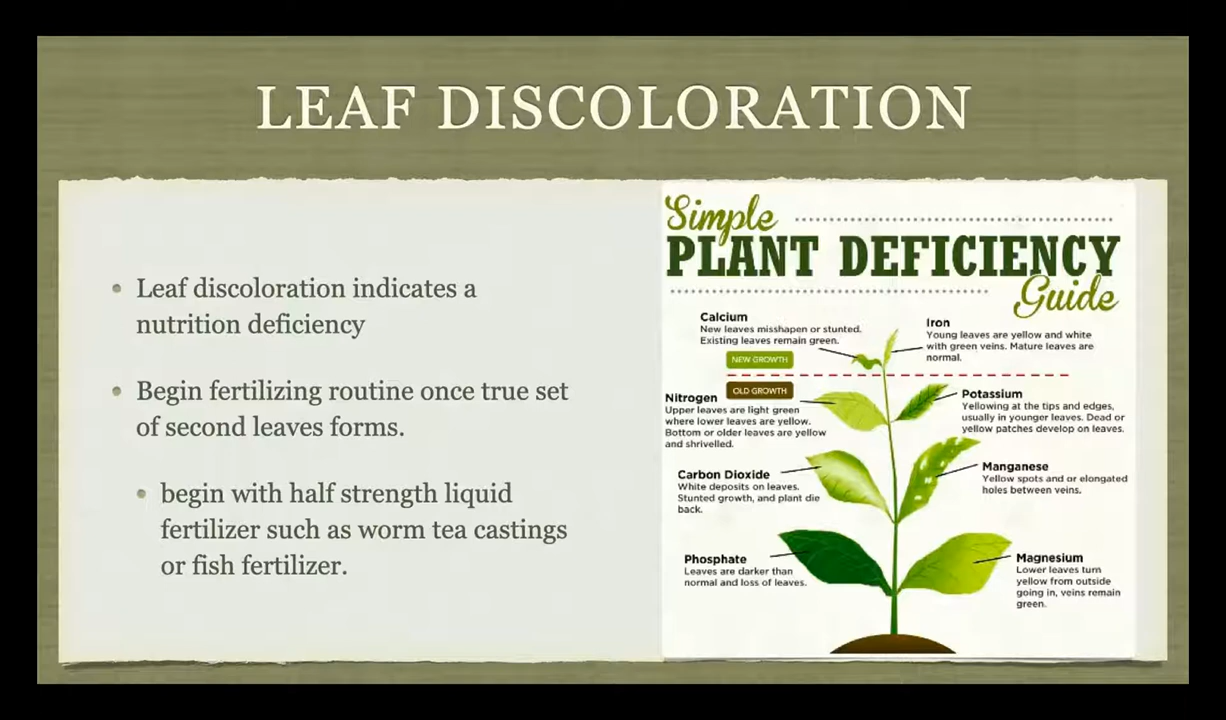 LEAF DISCOLORATION
• Leaf discoloration indicates a
nutrition deficiency
• Begin fertilizing routine once true set
of second leaves forms.
• begin with half strength liquid
fertilizer such as worm tea castings
or fish fertilizer.
Simple
PLANT DEFICIENCY
Guide
Calcium
New leaves misshapen or stunted.
Existing leaves remain green.
Iron
Young leaves are yellow and white
with green veins. Mature leaves are
normal.
NEW GROWTH
OLD GROWTH
Nitrogen
Upper leaves are light green
where lower leaves are yellow.
Bottom or older leaves are yellow
and shrivelled.
Potassium
Yellowing at the tips and edges,
usually in younger leaves. Dead or
yellow patches develop on leaves.
Carbon Dioxide
White deposits on leaves.
Stunted growth, and plant die
back.
Manganese
Yellow spots and or elongated
holes between veins.
Phosphate
Leaves are darker than
normal and loss of leaves.
Magnesium
Lower leaves turn
yellow from outside
going in, veins remain
green.